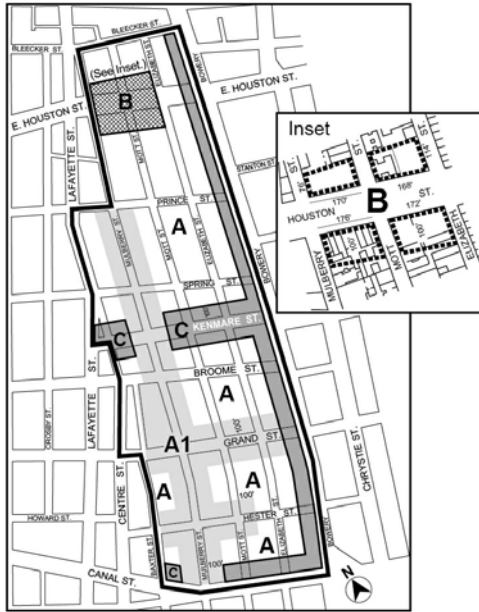 BLEECKER ST.
BLEECKER ST.
ELIZABETH ST.
BOWERY
(See Inset.)
E. HOUSTON ST.
E. HOUSTON ST.
B
MOTT ST.
LAFAYETTE ST.
STANTON ST.
PRINCE ST.
MULBERRY ST.
MOTT ST.
A
ELIZABETH ST.
BOWERY
SPRING ST.
100'
C
C
KENMARE ST.
BROOME ST.
A
100'
CROSBY ST.
LAFAYETTE ST.
CENTRE ST.
A1
GRAND ST.
CHRYSTIE ST.
A
A
100'
HOWARD ST.
HESTER ST.
A
BAXTER ST.
MULBERRY ST.
MOTT ST.
ELIZABETH ST.
BOWERY
C
100'
CANAL ST.
N
Inset
ST.
ST.
114'
76'
170'
168'
B
ST.
HOUSTON
172'
176'
100'
100'
MULBERRY
MOTT
ELIZABETH